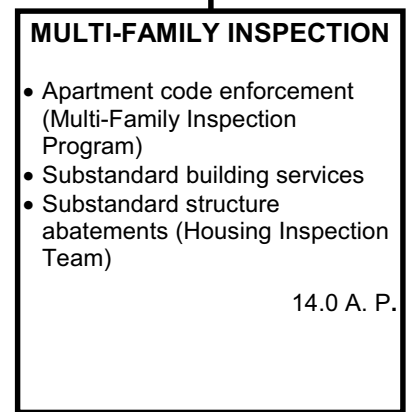 MULTI-FAMILY INSPECTION
• Apartment code enforcement
(Multi-Family Inspection
Program)
• Substandard building services
• Substandard structure
abatements (Housing Inspection
Team)
14.0 A. P.